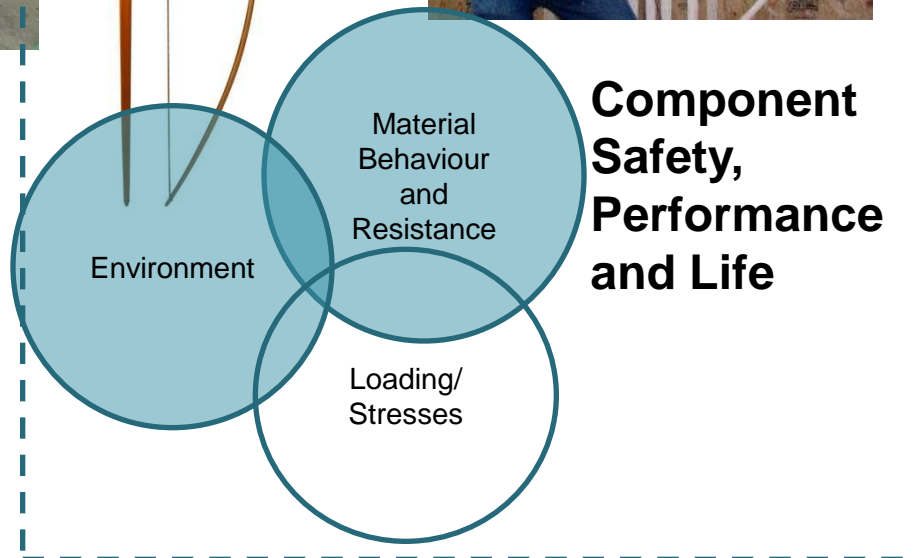 Component
Safety,
Performance
and Life
Material
Behaviour
and
Resistance
Environment
Loading/
Stresses